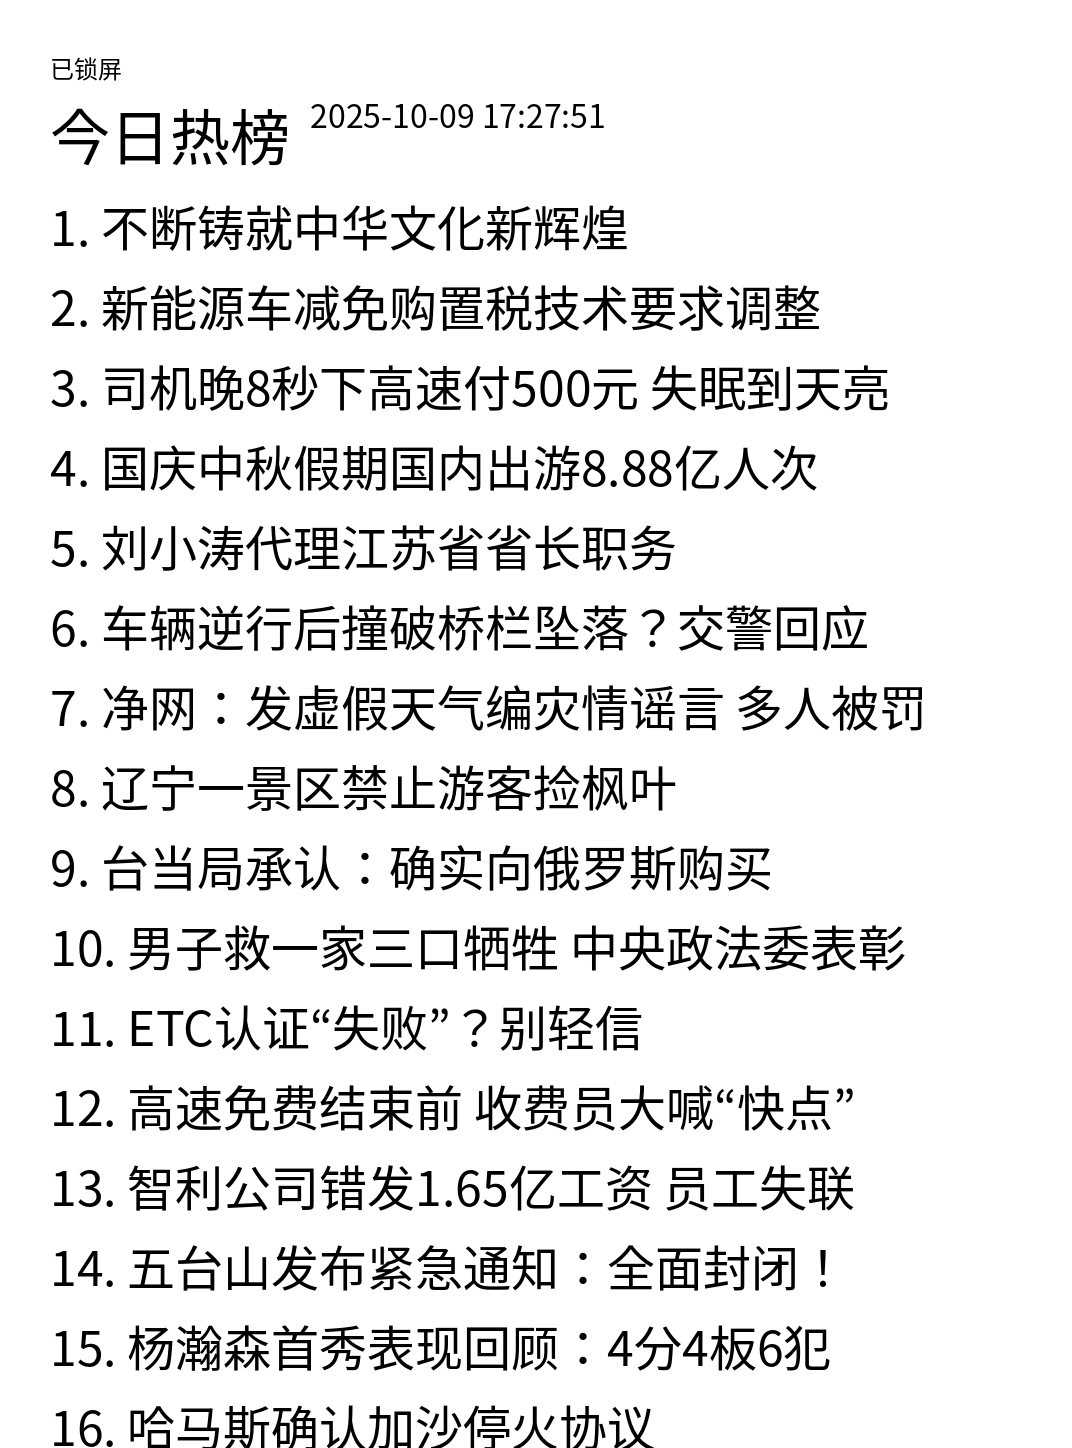 已锁屏
今日热榜 2025-10-09 17:27:51
1. 不断铸就中华文化新辉煌
2. 新能源车减免购置税技术要求调整
3. 司机晚8秒下高速付500元 失眠到天亮
4. 国庆中秋假期国内出游8.88亿人次
5. 刘小涛代理江苏省省长职务
6. 车辆逆行后撞破桥栏坠落？交警回应
7. 净网：发虚假天气编灾情谣言 多人被罚
8. 辽宁一景区禁止游客捡枫叶
9. 台当局承认：确实向俄罗斯购买
10. 男子救一家三口牺牲 中央政法委表彰
11. ETC认证“失败”？别轻信
12. 高速免费结束前 收费员大喊“快点”
13. 智利公司错发1.65亿工资 员工失联
14. 五台山发布紧急通知：全面封闭！
15. 杨瀚森首秀表现回顾：4分4板6犯
16. 哈马斯确认加沙停火协议